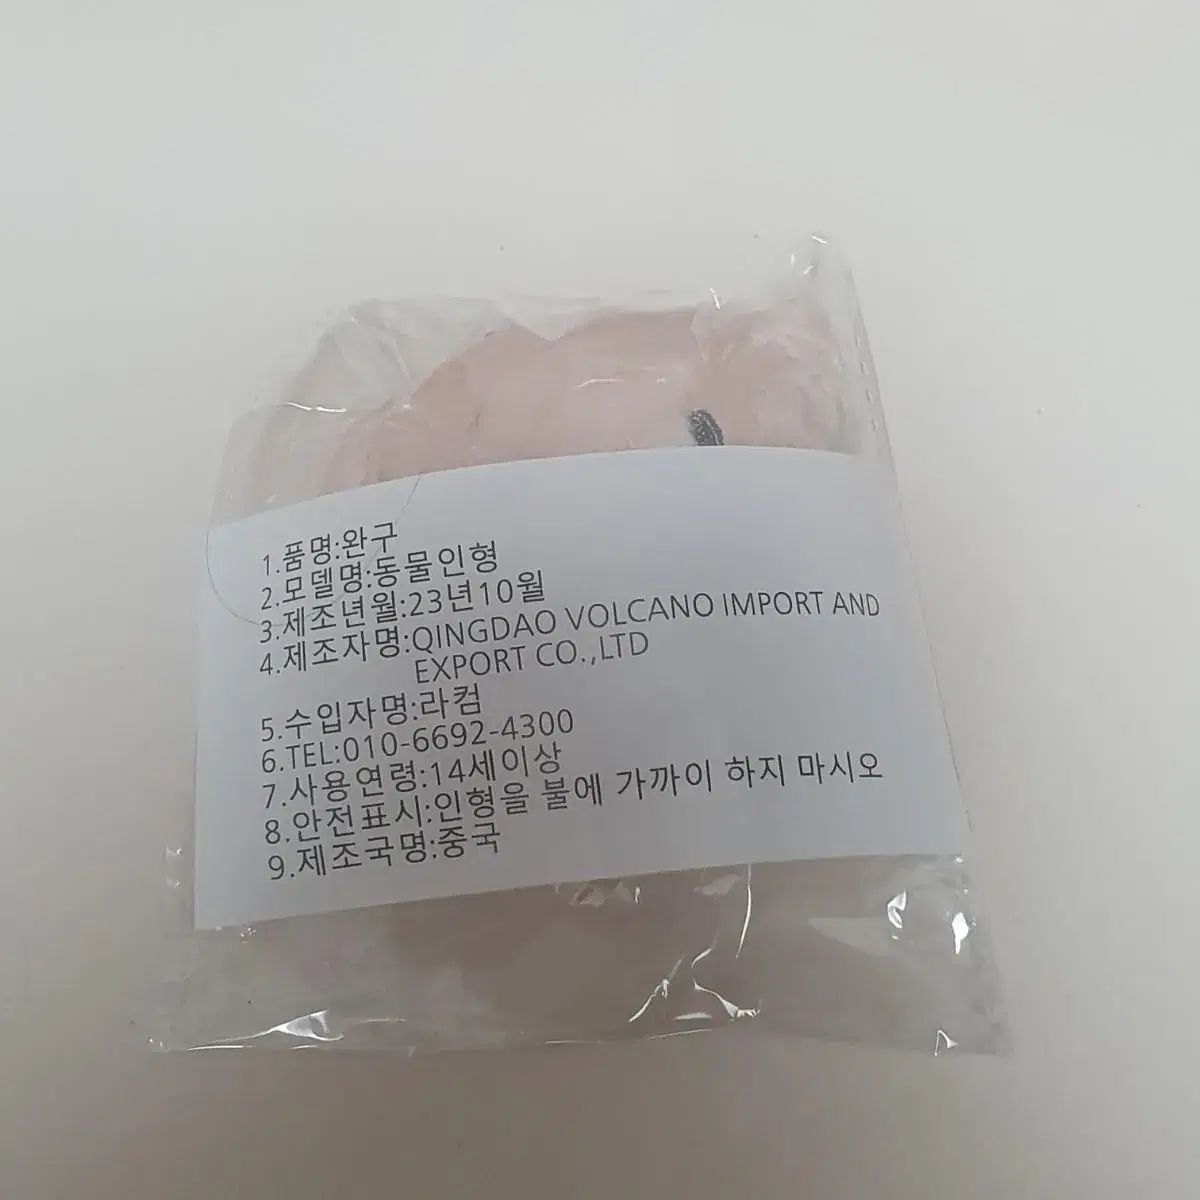 1.품명:완구
2.모델명:동물인형
3.제조년월:23년10월
4.제조자명:QINGDAO VOLCANO IMPORT AND
EXPORT CO.,LTD
5.수입자명:라컴
6.TEL:010-6692-4300
7.사용연령:14세이상
8.안전표시:인형을 불에 가까이 하지 마시오
9.제조국명:중국